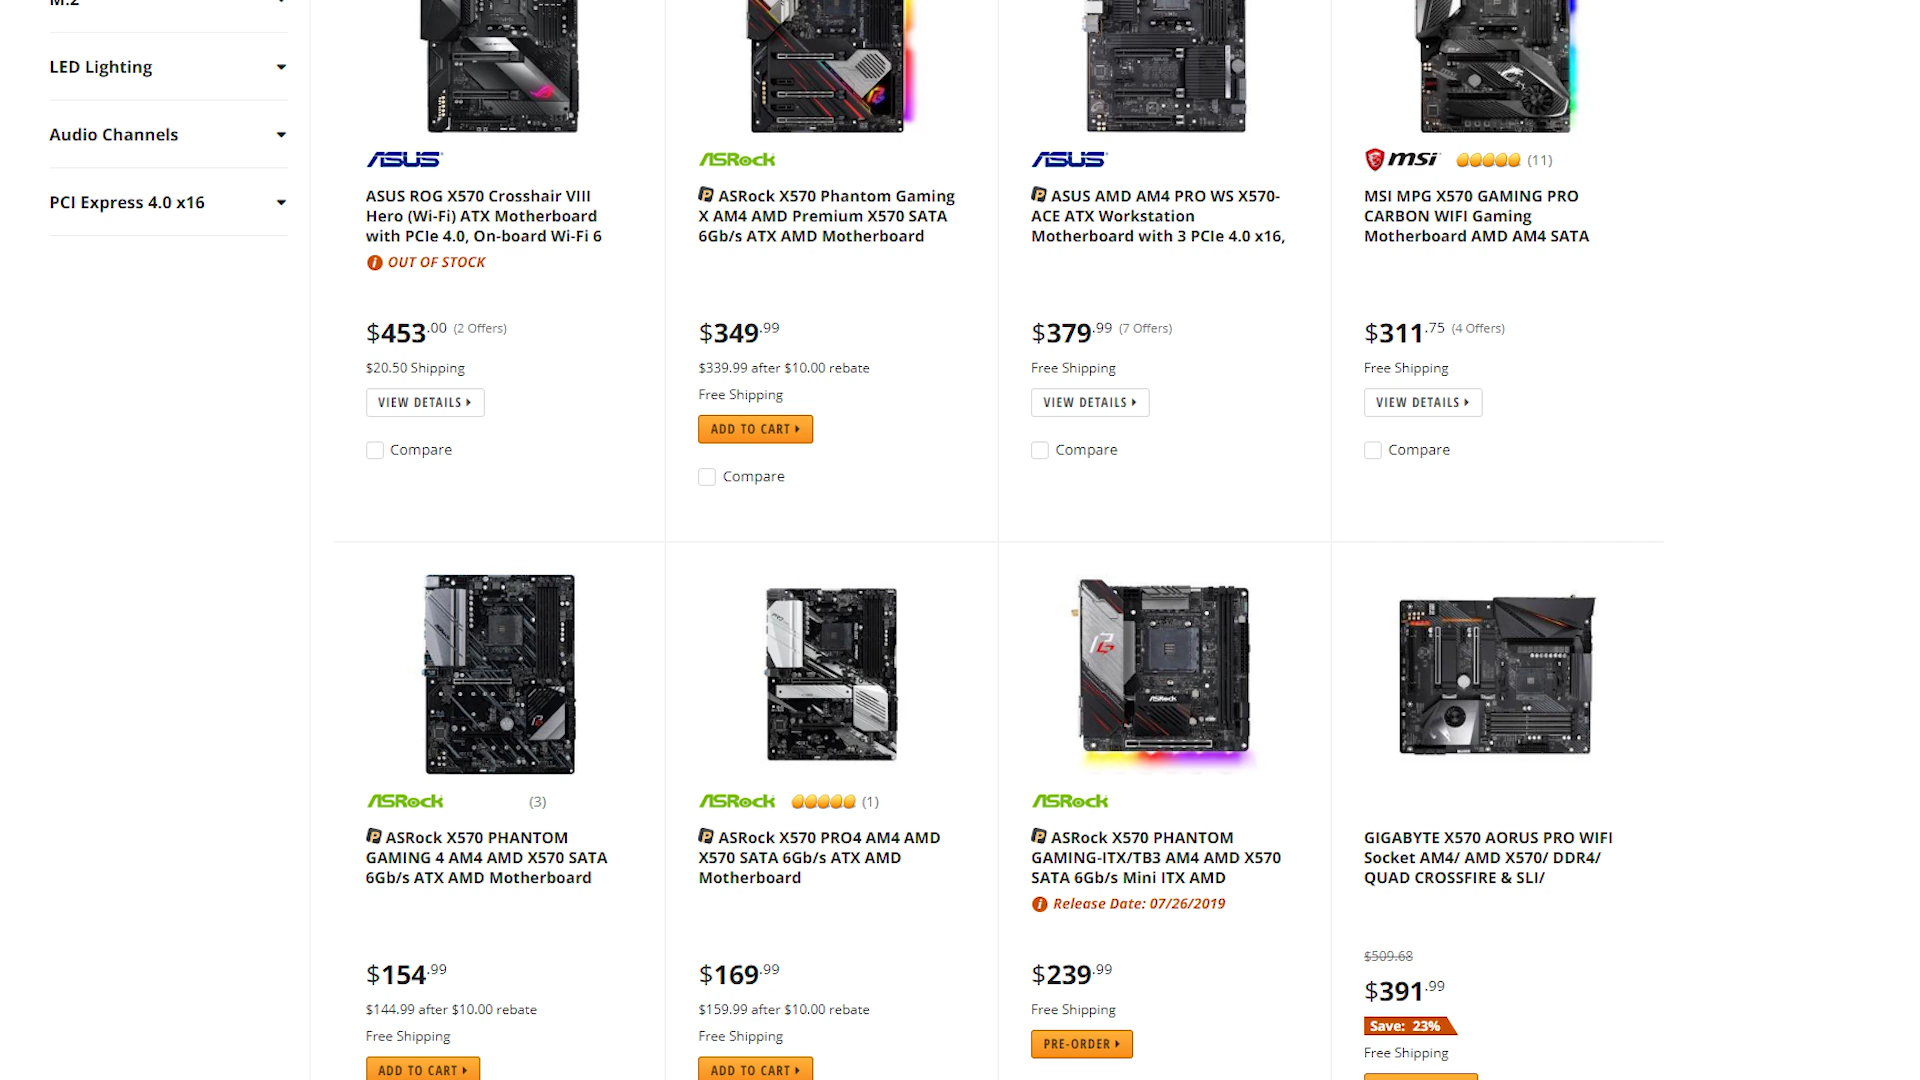 M.2
LED Lighting
Audio Channels
PCI Express 4.0 x16
ASUS
ASUS ROG X570 Crosshair VIII
Hero (Wi-Fi) ATX Motherboard
with PCIe 4.0, On-board Wi-Fi 6
OUT OF STOCK
$453.00 (2 Offers)
$20.50 Shipping
VIEW DETAILS
Compare
ASRock
ASRock X570 Phantom Gaming
X AM4 AMD Premium X570 SATA
6Gb/s ATX AMD Motherboard
$349.99
$339.99 after $10.00 rebate
Free Shipping
ADD TO CART
Compare
ASUS
ASUS AMD AM4 PRO WS X570-
ACE ATX Workstation
Motherboard with 3 PCIe 4.0 x16,
$379.99 (7 Offers)
Free Shipping
VIEW DETAILS
Compare
msi (11)
MSI MPG X570 GAMING PRO
CARBON WIFI Gaming
Motherboard AMD AM4 SATA
$311.75 (4 Offers)
Free Shipping
VIEW DETAILS
Compare
ASRock (3)
ASRock X570 PHANTOM
GAMING 4 AM4 AMD X570 SATA
6Gb/s ATX AMD Motherboard
$154.99
$144.99 after $10.00 rebate
Free Shipping
ADD TO CART
ASRock (1)
ASRock X570 PRO4 AM4 AMD
X570 SATA 6Gb/s ATX AMD
Motherboard
$169.99
$159.99 after $10.00 rebate
Free Shipping
ADD TO CART
ASRock
ASRock
ASRock X570 PHANTOM
GAMING-ITX/TB3 AM4 AMD X570
SATA 6Gb/s Mini ITX AMD
Release Date: 07/26/2019
$239.99
Free Shipping
PRE-ORDER
GIGABYTE X570 AORUS PRO WIFI
Socket AM4/ AMD X570/ DDR4/
QUAD CROSSFIRE & SLI/
$509.68
$391.99
Save: 23%
Free Shipping